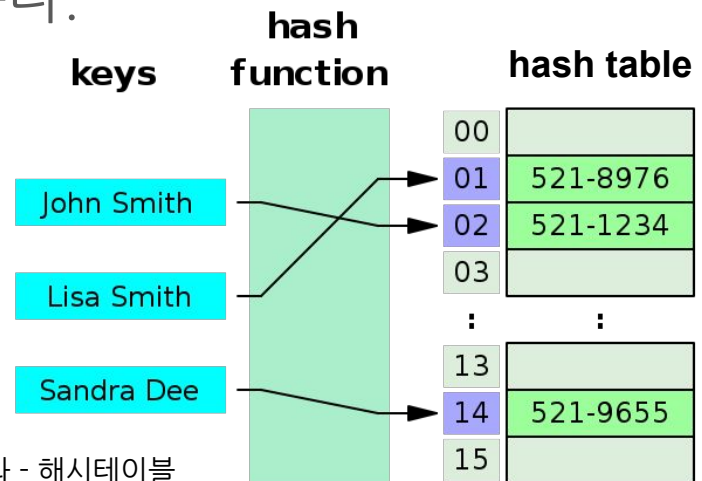 다.
hash
function
keys
hash table
00
01 521-8976
02 521-1234
03
: :
13
14 521-9655
15
John Smith
Lisa Smith
Sandra Dee
- 해시테이블